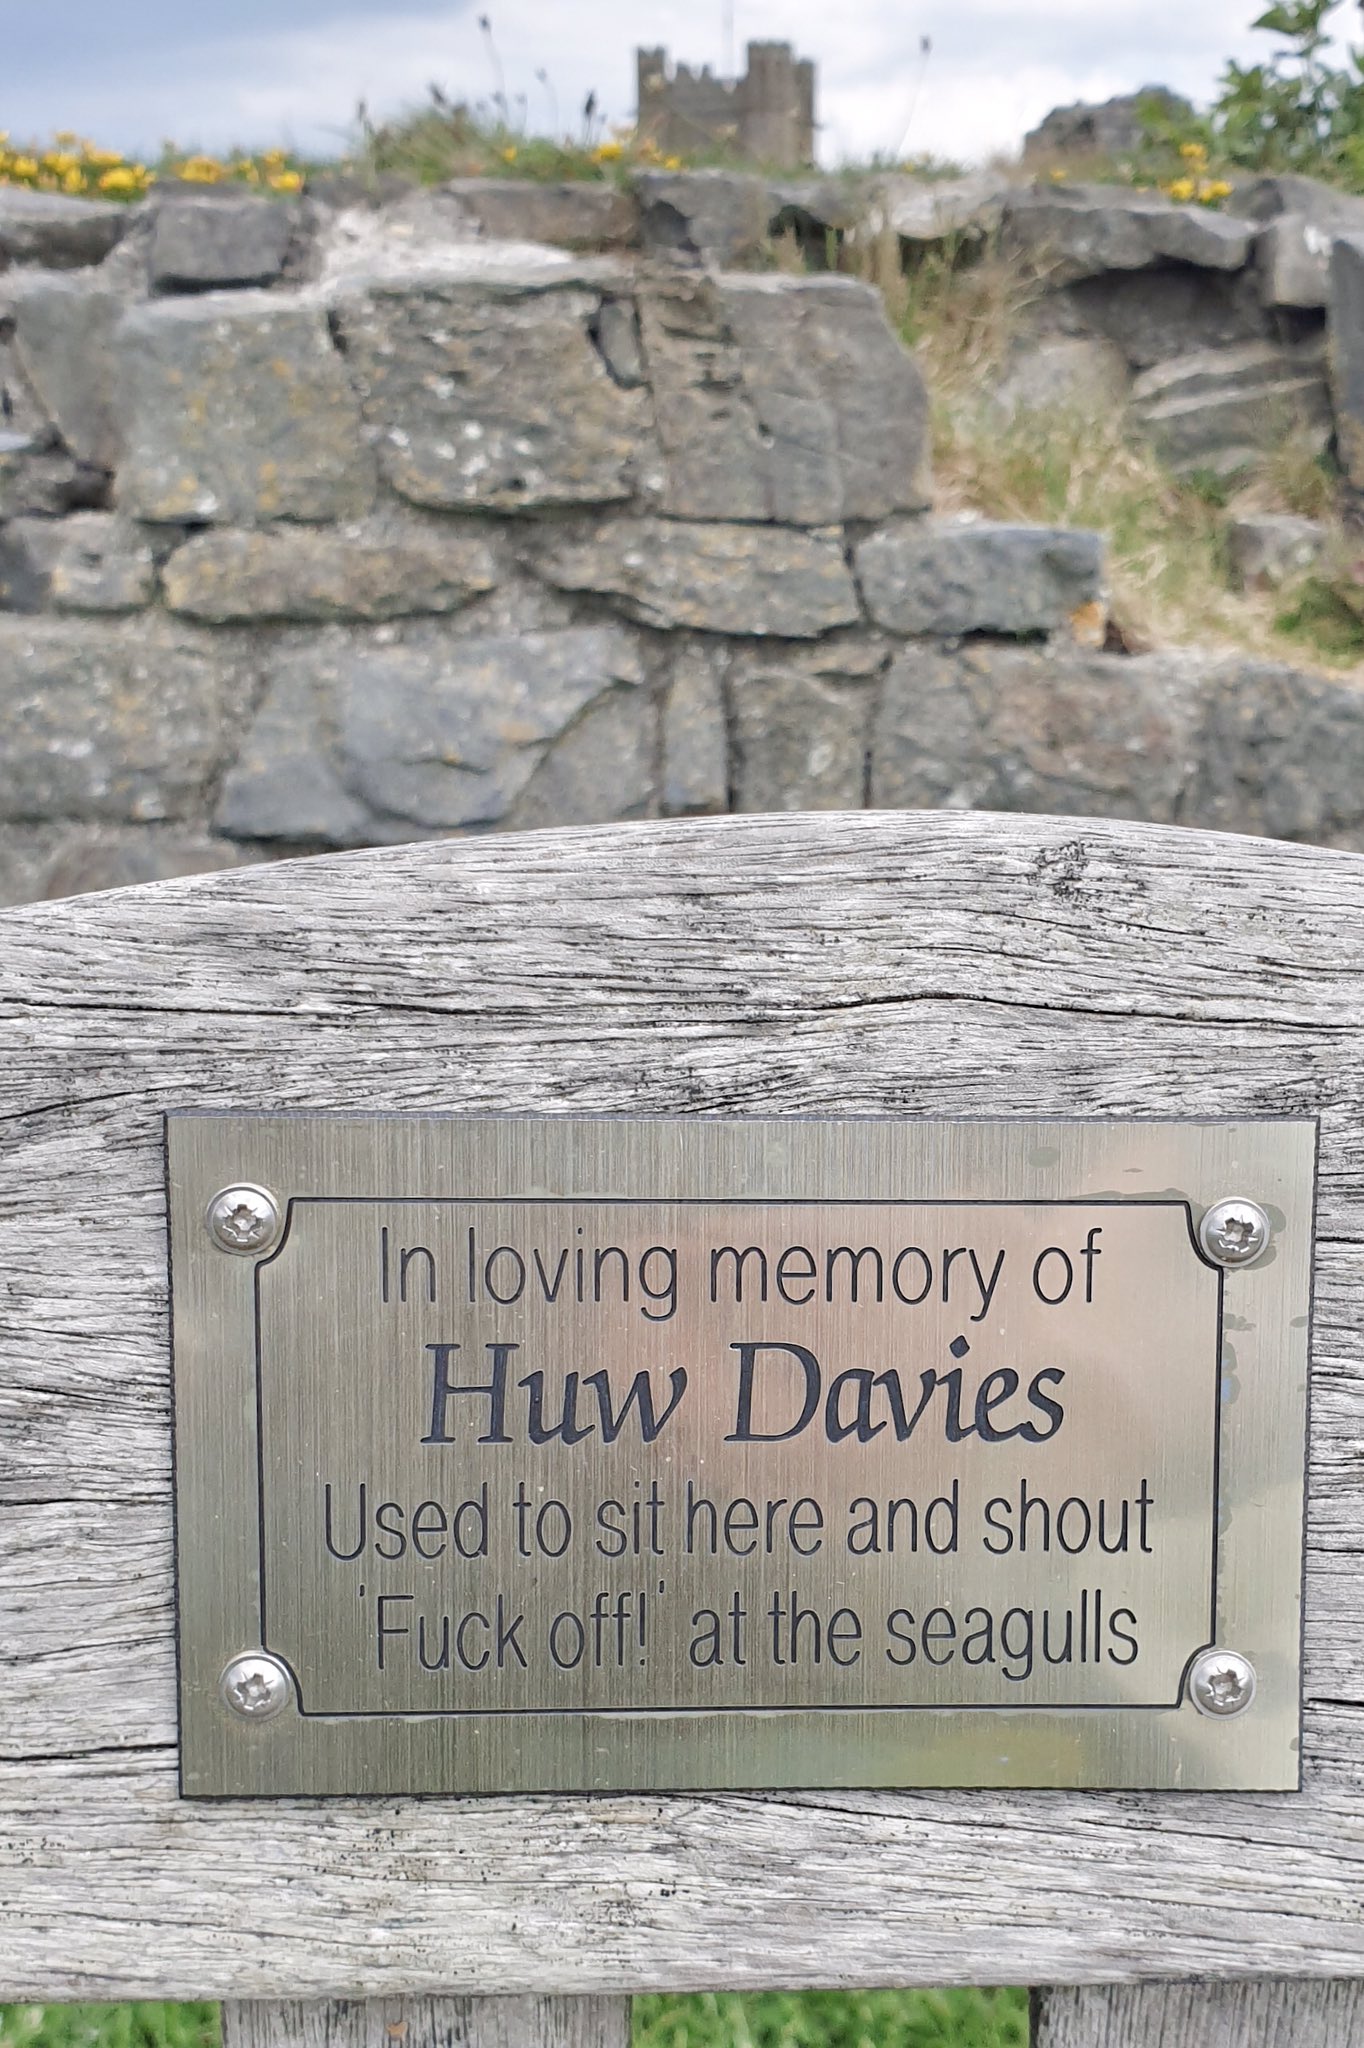 In loving memory of
Huw Davies
Used to sit here and shout
'Fuck off!' at the seagulls